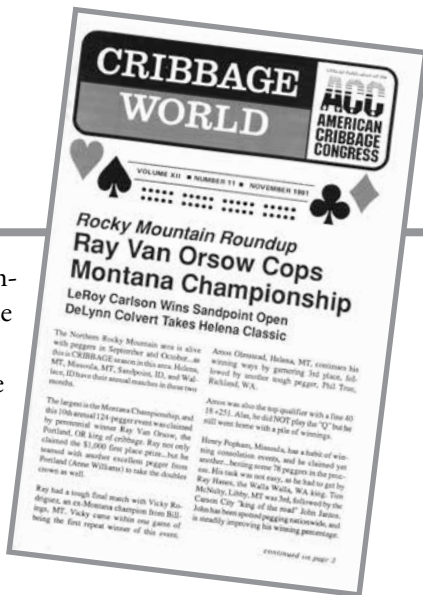 CRIBBAGE
WORLD
Official Publication of the
ACC
AMERICAN
CRIBBAGE
CONGRESS
VOLUME XII ■ NUMBER 11 ■ NOVEMBER 1991
Rocky Mountain Roundup
Ray Van Orsow Cops
Montana Championship
LeRoy Carlson Wins Sandpoint Open
DeLynn Colvert Takes Helena Classic
The Northern Rocky Mountain area is alive
with peggers in September and October...as
this is CRIBBAGE season in this area. Helena,
MT, Missoula, MT, Sandpoint, ID, and Wal-
lace, ID have their annual matches in these two
months.
The largest is the Montana Championship, and
this 10th annual 124-pegger event was claimed
by perennial winner Ray Van Orsow, the
Portland, OR king of cribbage. Ray not only
claimed the $1,000 first place prize...but he
teamed with another excellent pegger from
Portland (Anne Williams) to take the doubles
crown as well.
Ray had a tough final match with Vicky Ro-
driguez, an ex-Montana champion from Bill-
ings, MT. Vicky came within one game of
being the first repeat winner of this event.
Amos Olmstead, Helena, MT, continues his
winning ways by garnering 3rd place, fol-
lowed by another tough pegger, Phil Trus,
Richland, WA.
Amos was also the top qualifier with a fine 40
18 +251. Also, he did NOT play the "Q" but he
still went home with a pile of winnings.
Henry Popham, Missoula, has a habit of win-
ning consolation events, and he claimed yet
another...besting some 78 peggers in the proc-
ess. His task was not easy, as he had to get by
Ray Hanes, the Walla Walla, WA king. Tom
McNulty, Libby, MT was 3rd, followed by the
Carson City "king of the road" John Jantos.
John has been spotted pegging nationwide, and
is steadily improving his winning percentage.
continued on page 3
n-
e
e